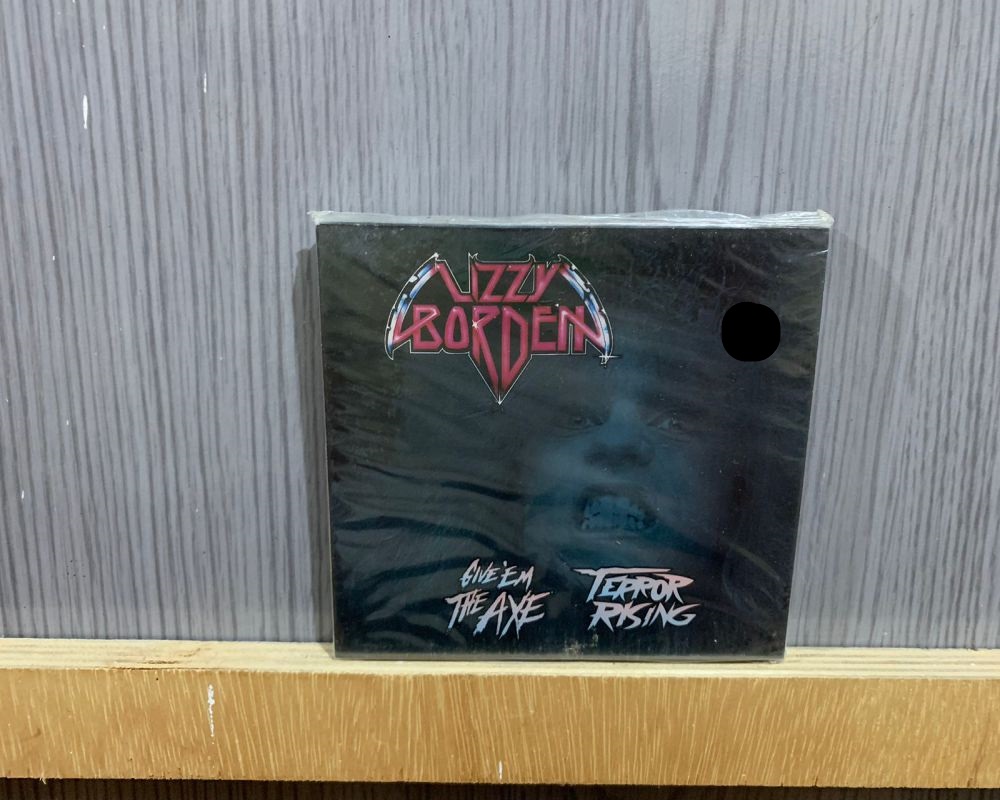 LIZZY
BORDEN
GIVE 'EM
THE AXE
TERROR
RISING